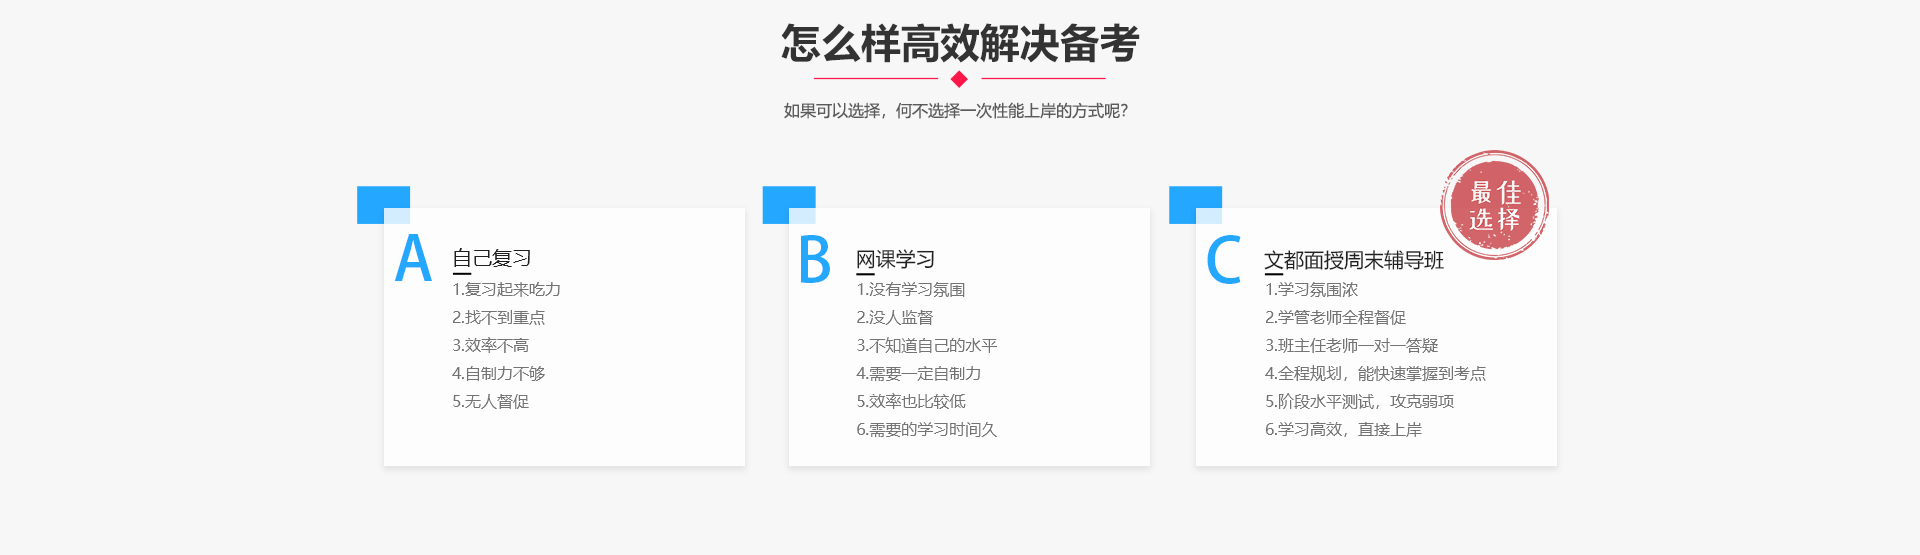 怎么样高效解决备考
如果可以选择，何不选择一次性能上岸的方式呢？
A
自己复习
1.复习起来吃力
2.找不到重点
3.效率不高
4.自制力不够
5.无人督促
B
网课学习
1.没有学习氛围
2.没人监督
3.不知道自己的水平
4.需要一定自制力
5.效率也比较低
6.需要的学习时间久
最佳
选择
C
文都面授周末辅导班
1.学习氛围浓
2.学管老师全程督促
3.班主任老师一对一答疑
4.全程规划，能快速掌握到考点
5.阶段水平测试，攻克弱项
6.学习高效，直接上岸